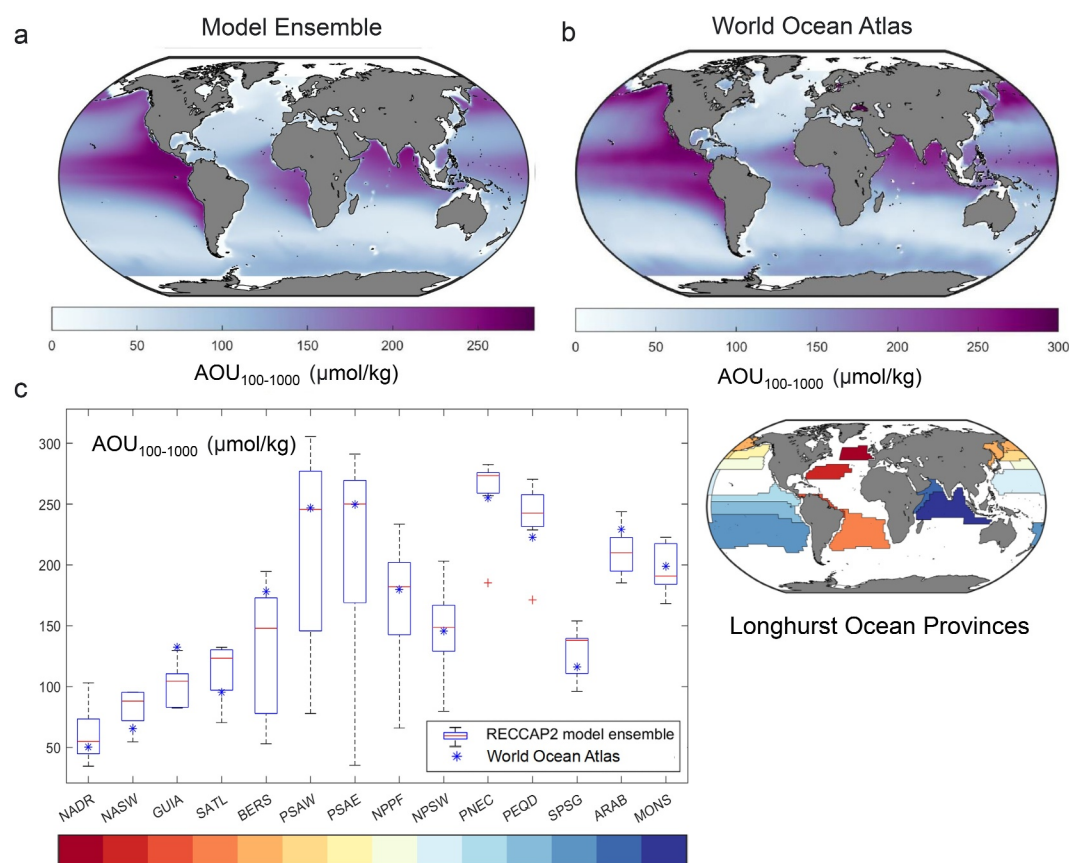 a
Model Ensemble
b
World Ocean Atlas
0 50 100 150 200 250
AOU100-1000 (µmol/kg)
0 50 100 150 200 250 300
AOU100-1000 (µmol/kg)
c
AOU100-1000 (µmol/kg)
300
250
200
150
100
50
RECCAP2 model ensemble
World Ocean Atlas
NADR NASW GUIA SATL BERS PSAW PSAE NPPF NPSW PNEC PEQD SPSG ARAB MONS
Longhurst Ocean Provinces